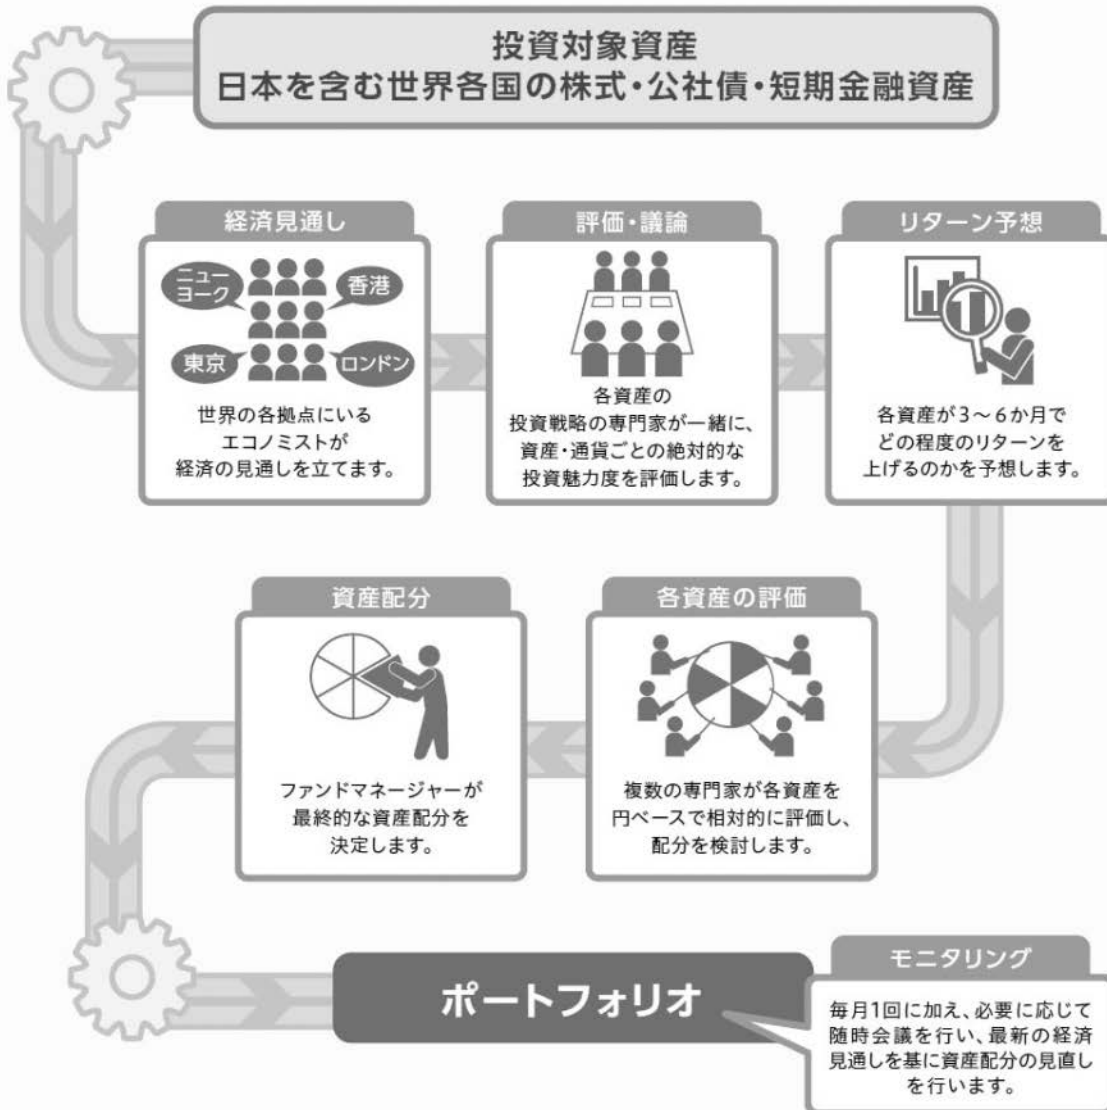 投資対象資産
日本を含む世界各国の株式・公社債・短期金融資産
経済見通し
ニュー
ヨーク
香港
東京
ロンドン
世界の各拠点にいる
エコノミストが
経済の見通しを立てます。
評価・議論
各資産の
投資戦略の専門家が一緒に、
資産・通貨ごとの絶対的な
投資魅力度を評価します。
リターン予想
各資産が3～6か月で
どの程度のリターンを
上げるのかを予想します。
資産配分
ファンドマネージャーが
最終的な資産配分を
決定します。
各資産の評価
複数の専門家が各資産を
円ベースで相対的に評価し、
配分を検討します。
ポートフォリオ
モニタリング
毎月1回に加え、必要に応じて
随時会議を行い、最新の経済
見通しを基に資産配分の見直し
を行います。